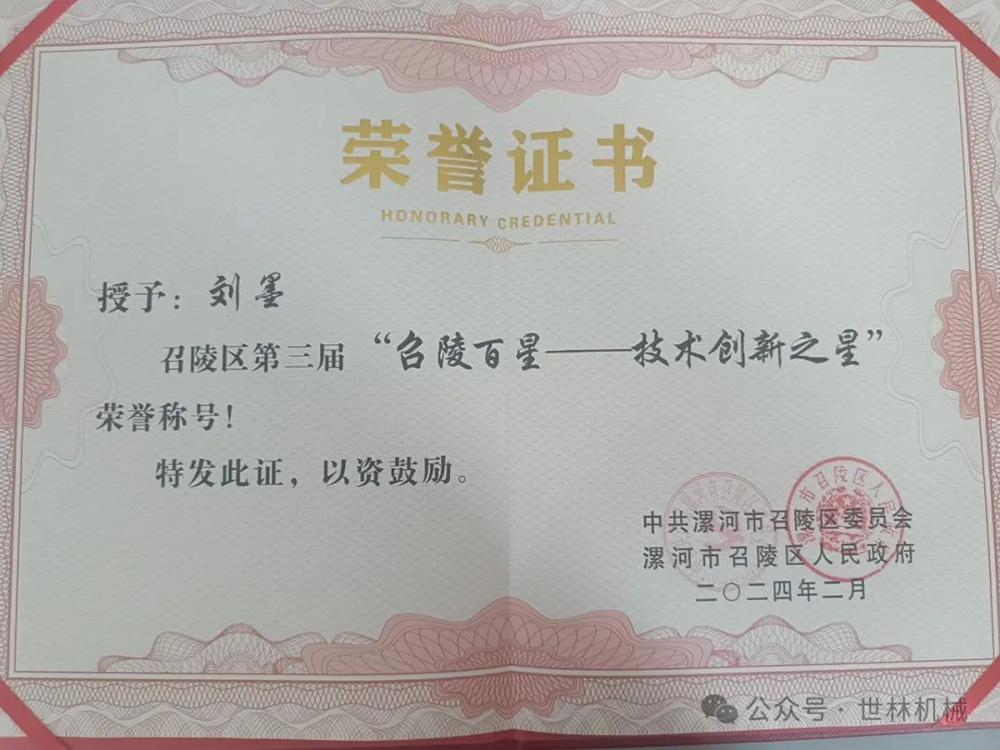 荣誉证书
HONORARY CREDENTIAL
授予：刘墨
召陵区第三届“召陵百星——技术创新之星”
荣誉称号！
特发此证，以资鼓励。
中共漯河市召陵区委员会
漯河市召陵区人民政府
二〇二四年二月
公众号·世林机械